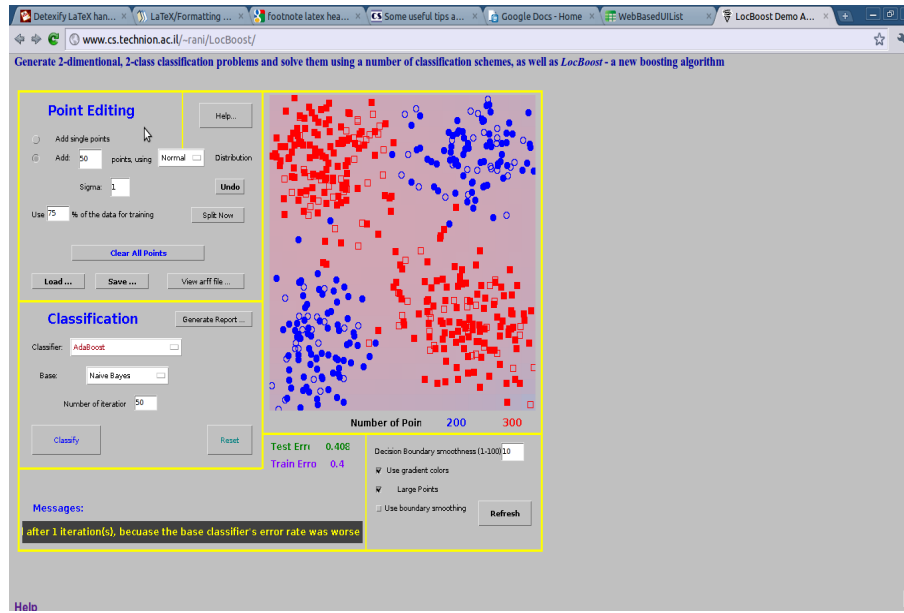 Detexify LaTeX han...
LaTeX/Formatting ...
footnote latex hea...
Some useful tips a...
Google Docs - Home
WebBasedUIList
LocBoost Demo A...
www.cs.technion.ac.il/~rani/LocBoost/
Generate 2-dimentional, 2-class classification problems and solve them using a number of classification schemes, as well as LocBoost - a new boosting algorithm
Point Editing
Help...
Add single points
Add: 50 points, using Normal Distribution
Sigma: 1
Undo
Use 75 % of the data for training
Split Now
Clear All Points
Load ...
Save ...
View arff file ...
Classification
Generate Report ...
Classifier: AdaBoost
Base: Naive Bayes
Number of iteratior 50
Classify
Reset
Number of Poin 200 300
Test Erri 0.408
Train Erro 0.4
Decision Boundary smoothness (1-100) 10
Use gradient colors
Large Points
Use boundary smoothing
Refresh
Messages:
after 1 iteration(s), becuase the base classifier's error rate was worse
Help